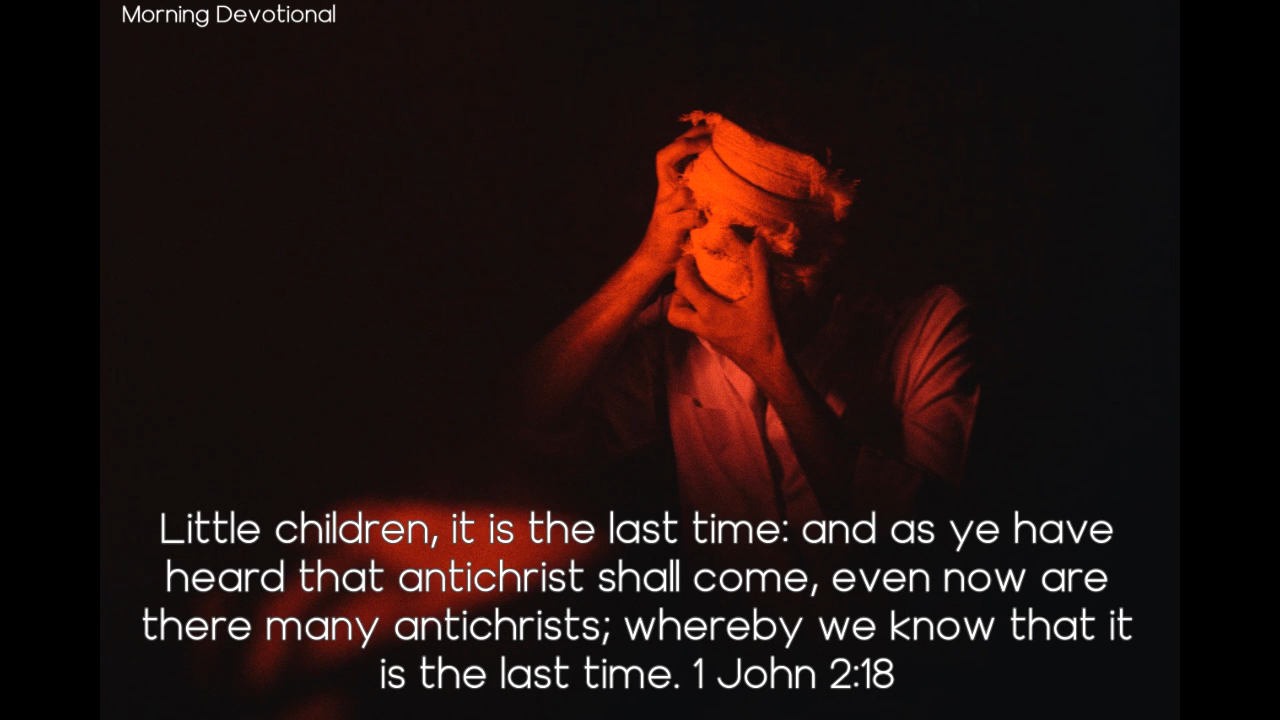 Morning Devotional
Little children, it is the last time: and as ye have
heard that antichrist shall come, even now are
there many antichrists; whereby we know that it
is the last time. 1 John 2:18